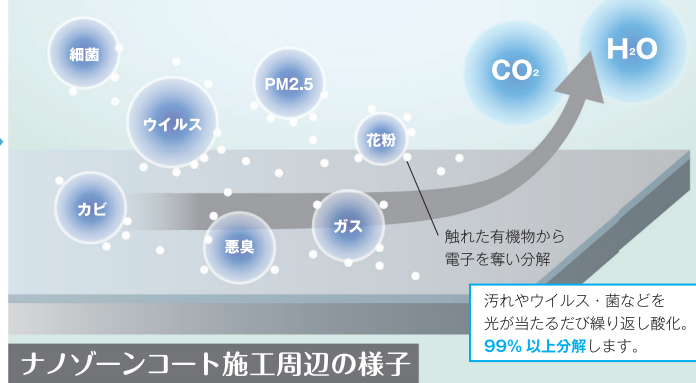 細菌
PM2.5
CO₂
H₂O
ウイルス
花粉
カビ
悪臭
ガス
触れた有機物から
電子を奪い分解
汚れやウイルス・菌などを
光が当たるたび繰り返し酸化。
99% 以上分解します。
ナノゾーンコート施工周辺の様子